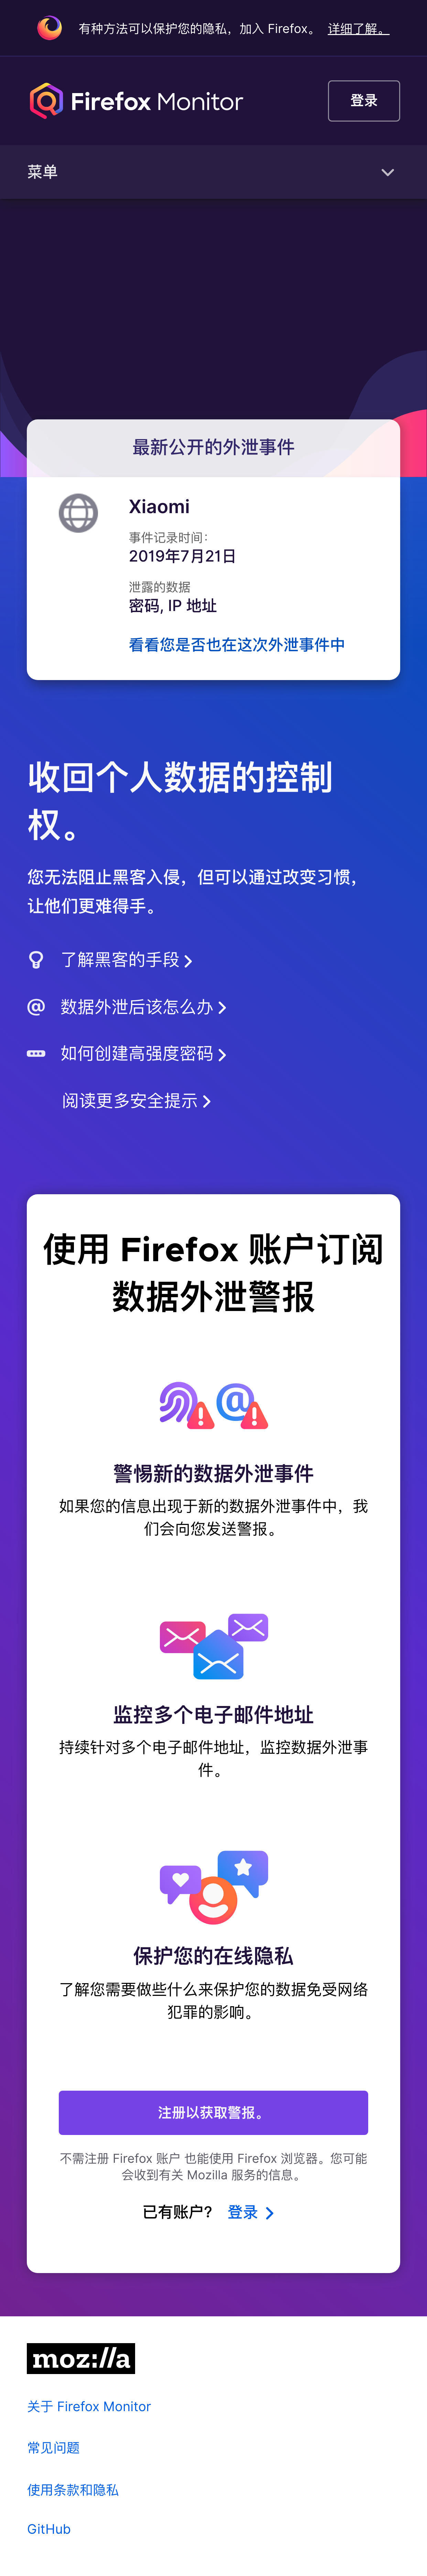 有种方法可以保护您的隐私，加入 Firefox。 详细了解。
Firefox Monitor
登录
菜单
最新公开的外泄事件
Xiaomi
事件记录时间：
2019年7月21日
泄露的数据
密码, IP 地址
看看您是否也在这次外泄事件中
收回个人数据的控制
权。
您无法阻止黑客入侵，但可以通过改变习惯，
让他们更难得手。
了解黑客的手段
数据外泄后该怎么办
如何创建高强度密码
阅读更多安全提示
使用 Firefox 账户订阅
数据外泄警报
警惕新的数据外泄事件
如果您的信息出现于新的数据外泄事件中，我
们会向您发送警报。
监控多个电子邮件地址
持续针对多个电子邮件地址，监控数据外泄事
件。
保护您的在线隐私
了解您需要做些什么来保护您的数据免受网络
犯罪的影响。
注册以获取警报。
不需注册 Firefox 账户 也能使用 Firefox 浏览器。您可能
会收到有关 Mozilla 服务的信息。
已有账户? 登录
moz://a
关于 Firefox Monitor
常见问题
使用条款和隐私
GitHub